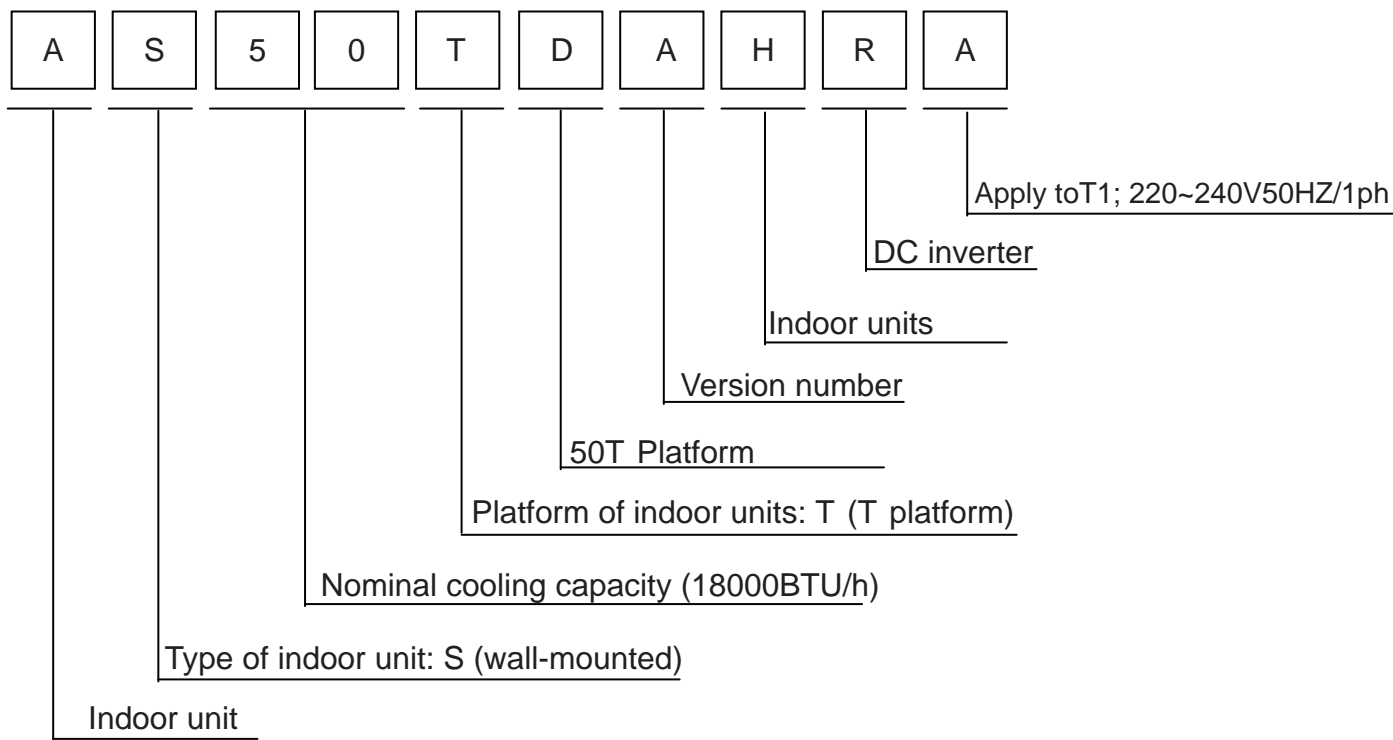 A S 5 0 T D A H R A
Apply toT1; 220~240V50HZ/1ph
DC inverter
Indoor units
Version number
50T Platform
Platform of indoor units: T (T platform)
Nominal cooling capacity (18000BTU/h)
Type of indoor unit: S (wall-mounted)
Indoor unit